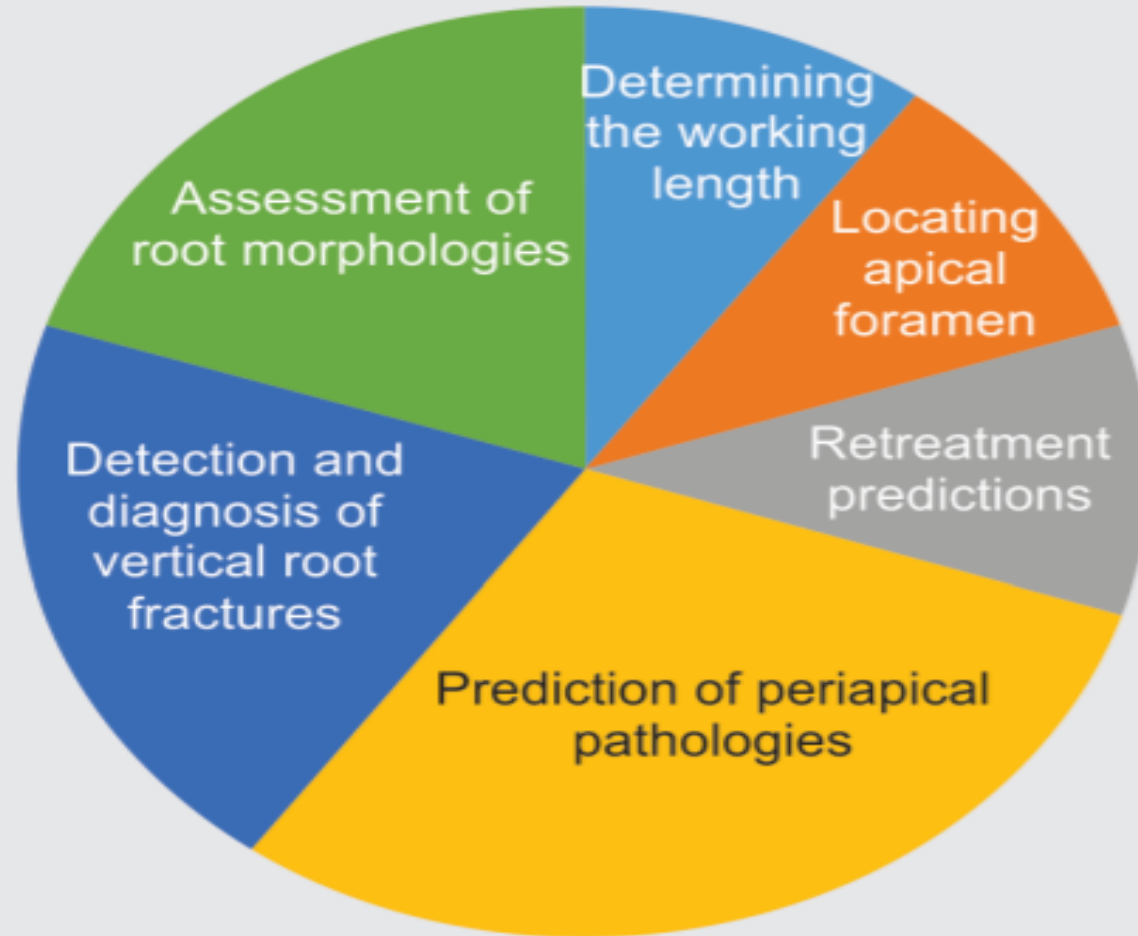 Determining
the working
length
Locating
apical
foramen
Retreatment
predictions
Prediction of periapical
pathologies
Detection and
diagnosis of
vertical root
fractures
Assessment of
root morphologies